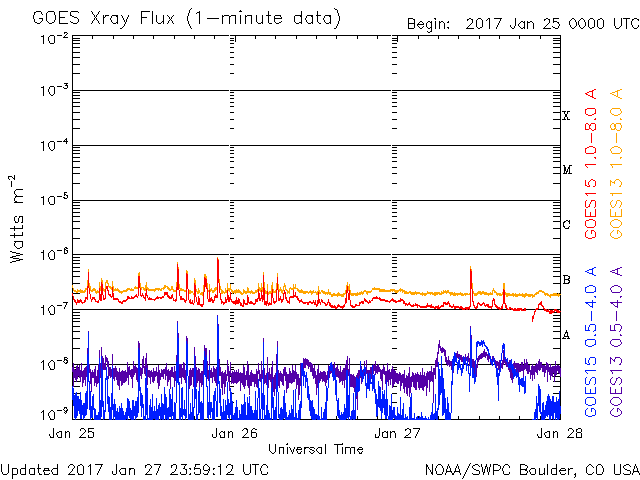 GOES Xray Flux (1-minute data)
Begin: 2017 Jan 25 0000 UTC
10-2
10-3
10-4
10-5
10-6
10-7
10-8
10-9
Watts m-2
X
M
C
B
A
GOES15 1.0-8.0 A
GOES13 1.0-8.0 A
GOES15 0.5-4.0 A
GOES13 0.5-4.0 A
Jan 25
Jan 26
Jan 27
Jan 28
Universal Time
Updated 2017 Jan 27 23:59:12 UTC
NOAA/SWPC Boulder, CO USA